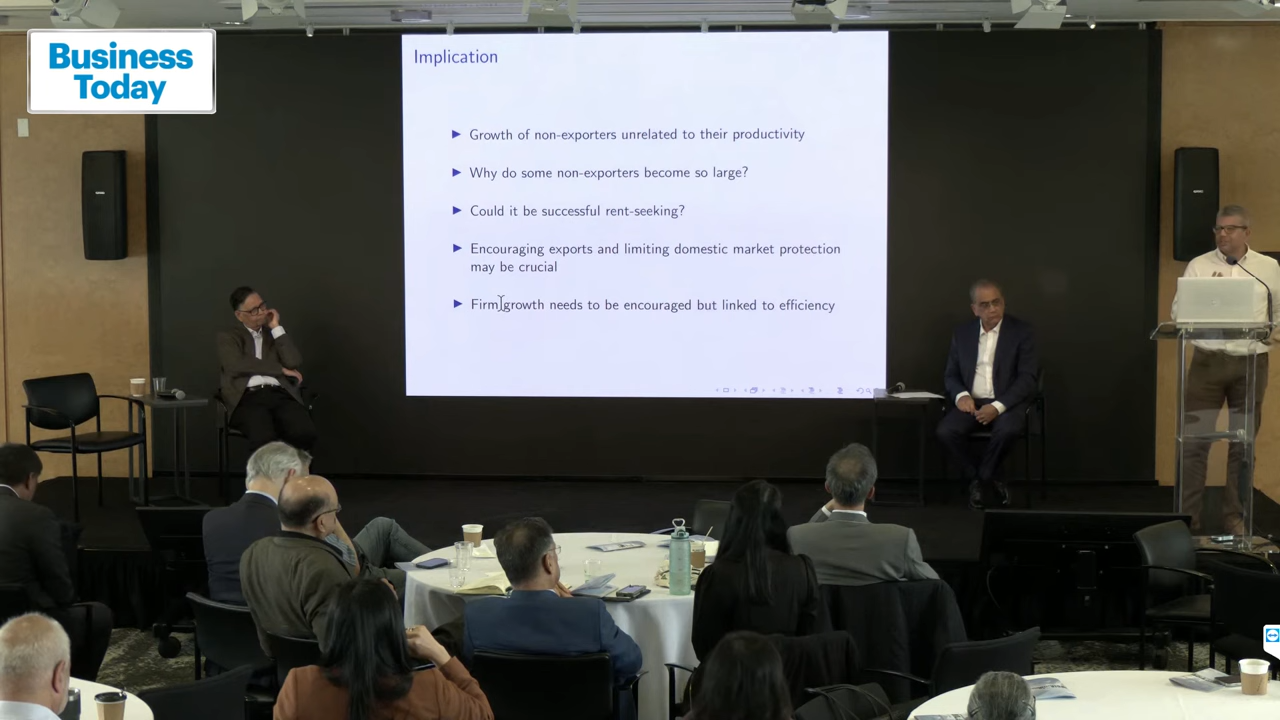 Business
Today
Implication
Growth of non-exporters unrelated to their productivity
Why do some non-exporters become so large?
Could it be successful rent-seeking?
Encouraging exports and limiting domestic market protection
may be crucial
Firm growth needs to be encouraged but linked to efficiency